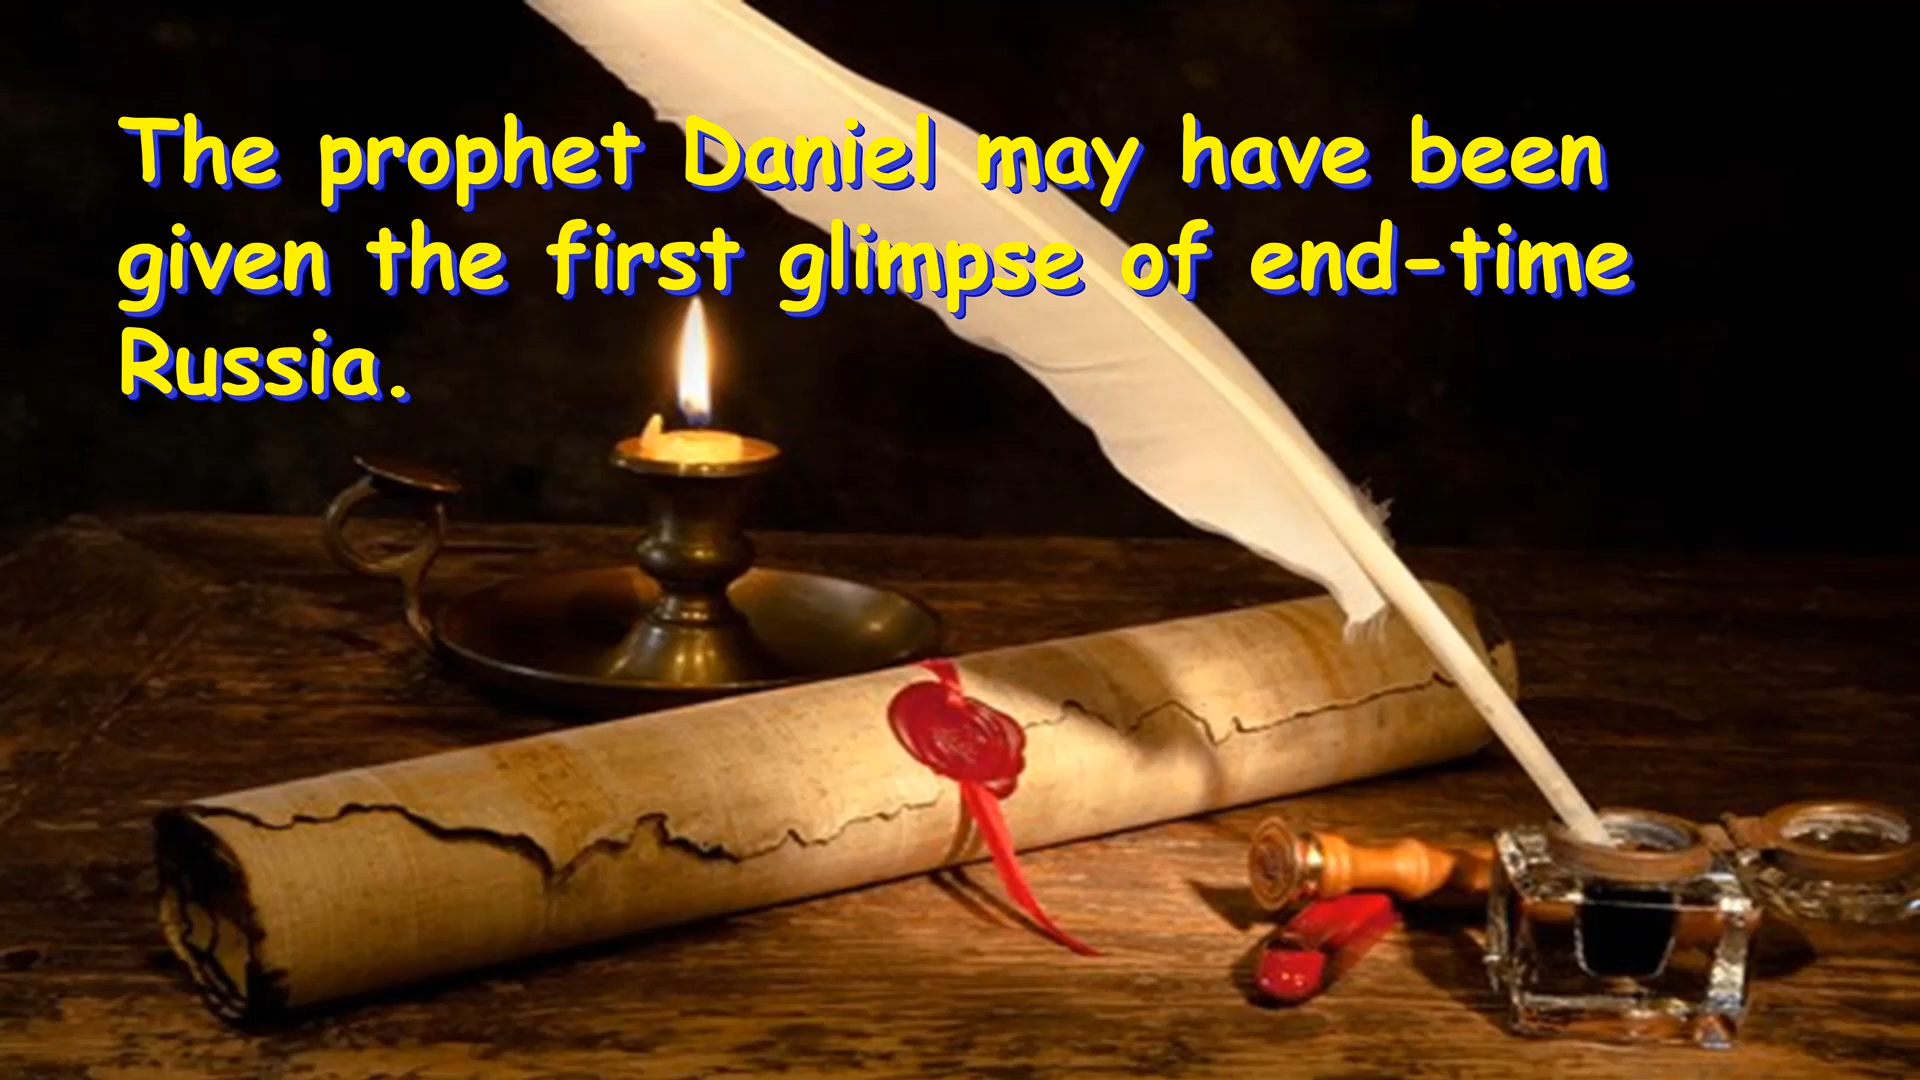 The prophet Daniel may have been
given the first glimpse of end-time
Russia.